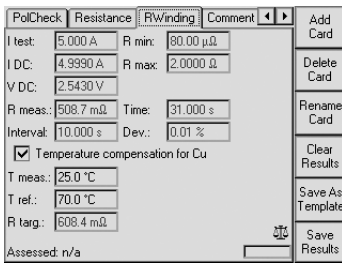 PolCheck Resistance RWinding Comment
I test: 5.000 A R min: 80.00 µΩ
I DC: 4.9990 A R max: 2.0000 Ω
V DC: 2.5430 V
R meas.: 508.7 mΩ Time: 31.000 s
Interval: 10.000 s Dev.: 0.01 %
Temperature compensation for Cu
T meas.: 25.0 °C
T ref.: 70.0 °C
R targ.: 608.4 mΩ
Assessed: n/a
Add
Card
Delete
Card
Rename
Card
Clear
Results
Save As
Template
Save
Results